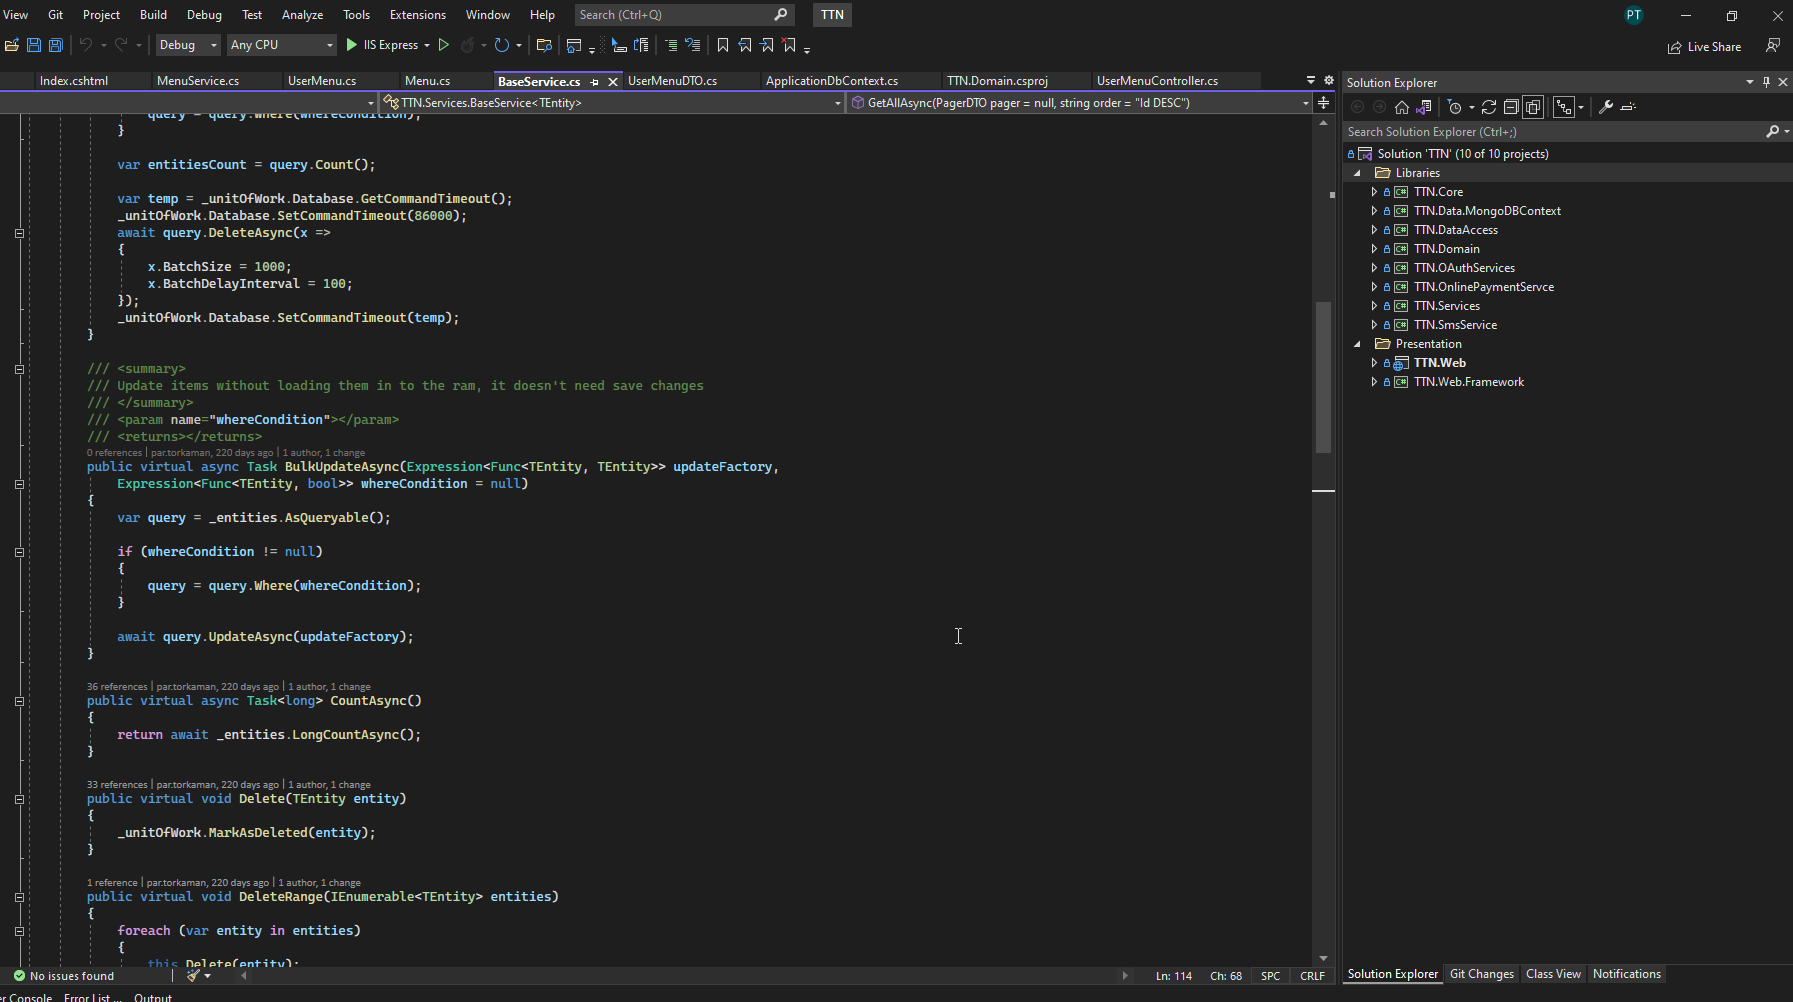 View Git Project Build Debug Test Analyze Tools Extensions Window Help Search (Ctrl+Q) TTN PT
Debug Any CPU IIS Express Live Share
Index.cshtml MenuService.cs UserMenu.cs Menu.cs BaseService.cs UserMenuDTO.cs ApplicationDbContext.cs TTN.Domain.csproj UserMenuController.cs
TTN.Services.BaseService<TEntity> GetAllAsync(PagerDTO pager = null, string order = "Id DESC")
query = query.Where(whereCondition);
}
var entitiesCount = query.Count();
var temp = _unitOfWork.Database.GetCommandTimeout();
_unitOfWork.Database.SetCommandTimeout(86000);
await query.DeleteAsync(x =>
{
x.BatchSize = 1000;
x.BatchDelayInterval = 100;
});
_unitOfWork.Database.SetCommandTimeout(temp);
}
/// <summary>
/// Update items without loading them in to the ram, it doesn't need save changes
/// </summary>
/// <param name="whereCondition"></param>
/// <returns></returns>
0 references | par.torkaman, 220 days ago | 1 author, 1 change
public virtual async Task BulkUpdateAsync(Expression<Func<TEntity, TEntity>> updateFactory,
Expression<Func<TEntity, bool>> whereCondition = null)
{
var query = _entities.AsQueryable();
if (whereCondition != null)
{
query = query.Where(whereCondition);
}
await query.UpdateAsync(updateFactory);
}
36 references | par.torkaman, 220 days ago | 1 author, 1 change
public virtual async Task<long> CountAsync()
{
return await _entities.LongCountAsync();
}
33 references | par.torkaman, 220 days ago | 1 author, 1 change
public virtual void Delete(TEntity entity)
{
_unitOfWork.MarkAsDeleted(entity);
}
1 reference | par.torkaman, 220 days ago | 1 author, 1 change
public virtual void DeleteRange(IEnumerable<TEntity> entities)
{
foreach (var entity in entities)
{
this.Delete(entity);
No issues found Ln: 114 Ch: 68 SPC CRLF
er Console Error List ... Output
Solution Explorer
Search Solution Explorer (Ctrl+;)
Solution 'TTN' (10 of 10 projects)
Libraries
TTN.Core
TTN.Data.MongoDBContext
TTN.DataAccess
TTN.Domain
TTN.OAuthServices
TTN.OnlinePaymentServce
TTN.Services
TTN.SmsService
Presentation
TTN.Web
TTN.Web.Framework
Solution Explorer Git Changes Class View Notifications